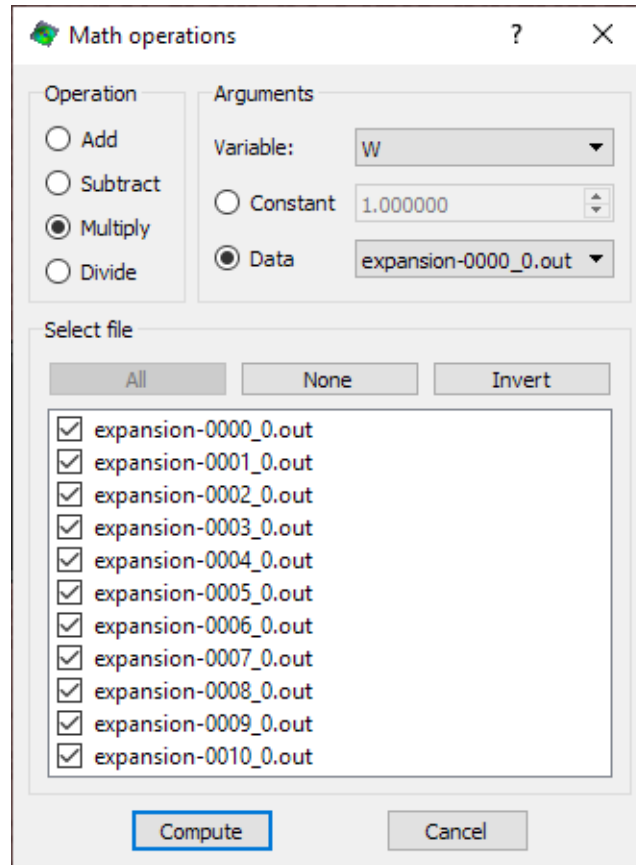 Math operations ?
Operation
Add
Subtract
Multiply
Divide
Arguments
Variable: W
Constant 1.000000
Data expansion-0000_0.out
Select file
All None Invert
expansion-0000_0.out
expansion-0001_0.out
expansion-0002_0.out
expansion-0003_0.out
expansion-0004_0.out
expansion-0005_0.out
expansion-0006_0.out
expansion-0007_0.out
expansion-0008_0.out
expansion-0009_0.out
expansion-0010_0.out
Compute Cancel